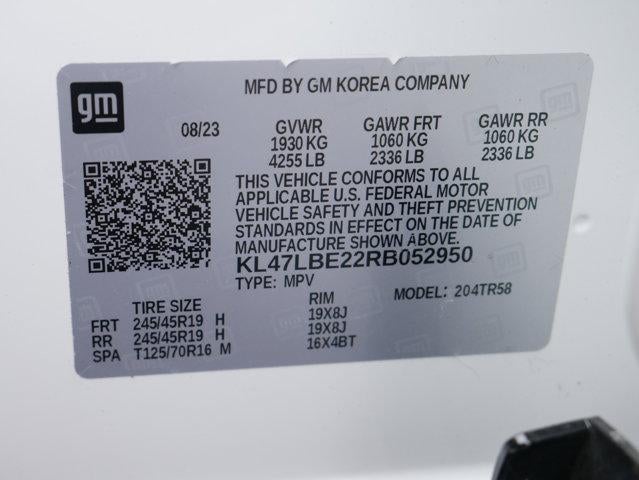 gm
MFD BY GM KOREA COMPANY
08/23 GVWR GAWR FRT GAWR RR
1930 KG 1060 KG 1060 KG
4255 LB 2336 LB 2336 LB
THIS VEHICLE CONFORMS TO ALL
APPLICABLE U.S. FEDERAL MOTOR
VEHICLE SAFETY AND THEFT PREVENTION
STANDARDS IN EFFECT ON THE DATE OF
MANUFACTURE SHOWN ABOVE.
KL47LBE22RB052950
TYPE: MPV MODEL: 204TR58
TIRE SIZE RIM
FRT 245/45R19 H 19X8J
RR 245/45R19 H 19X8J
SPA T125/70R16 M 16X4BT